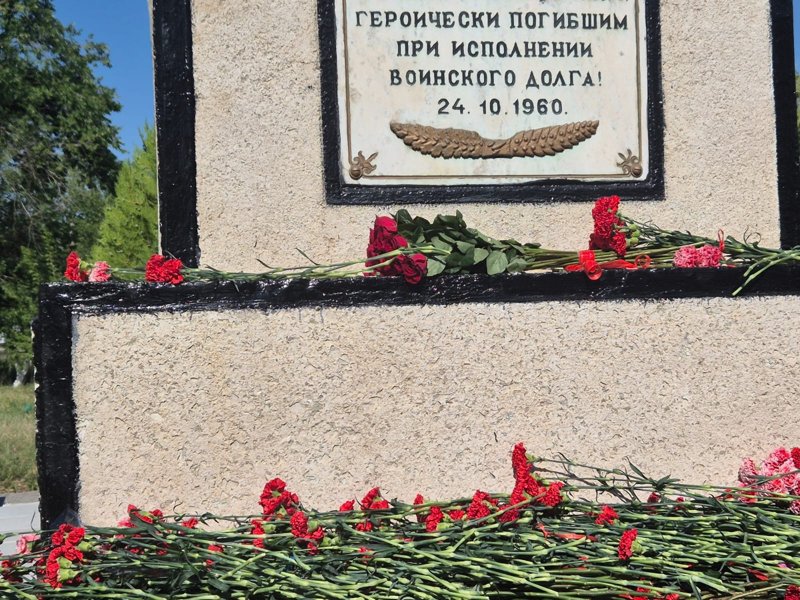 ГЕРОИЧЕСКИ ПОГИБШИМ
ПРИ ИСПОЛНЕНИИ
ВОИНСКОГО ДОЛГА!
24.10.1960.